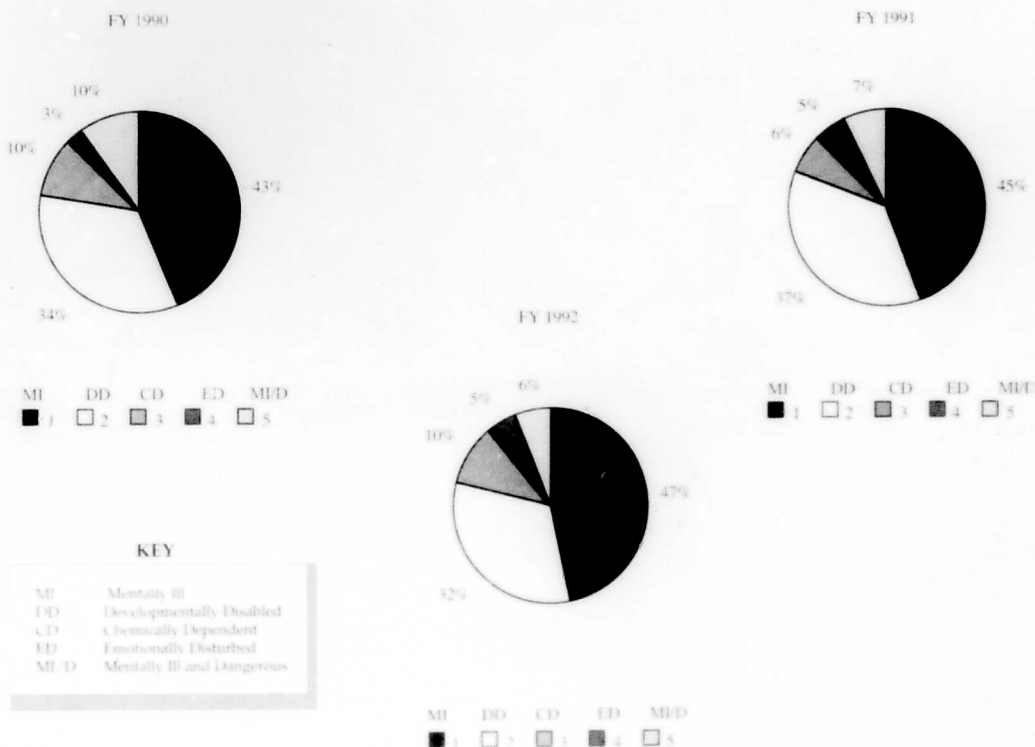 FY 1990
10%
3%
10%
43%
34%
MI DD CD ED MI/D
1 2 3 4 5
FY 1991
7%
5%
6%
45%
37%
MI DD CD ED MI/D
1 2 3 4 5
FY 1992
6%
5%
10%
47%
32%
MI DD CD ED MI/D
1 2 3 4 5
KEY
MI Mentally Ill
DD Developmentally Disabled
CD Chemically Dependent
ED Emotionally Disturbed
MI/D Mentally Ill and Dangerous